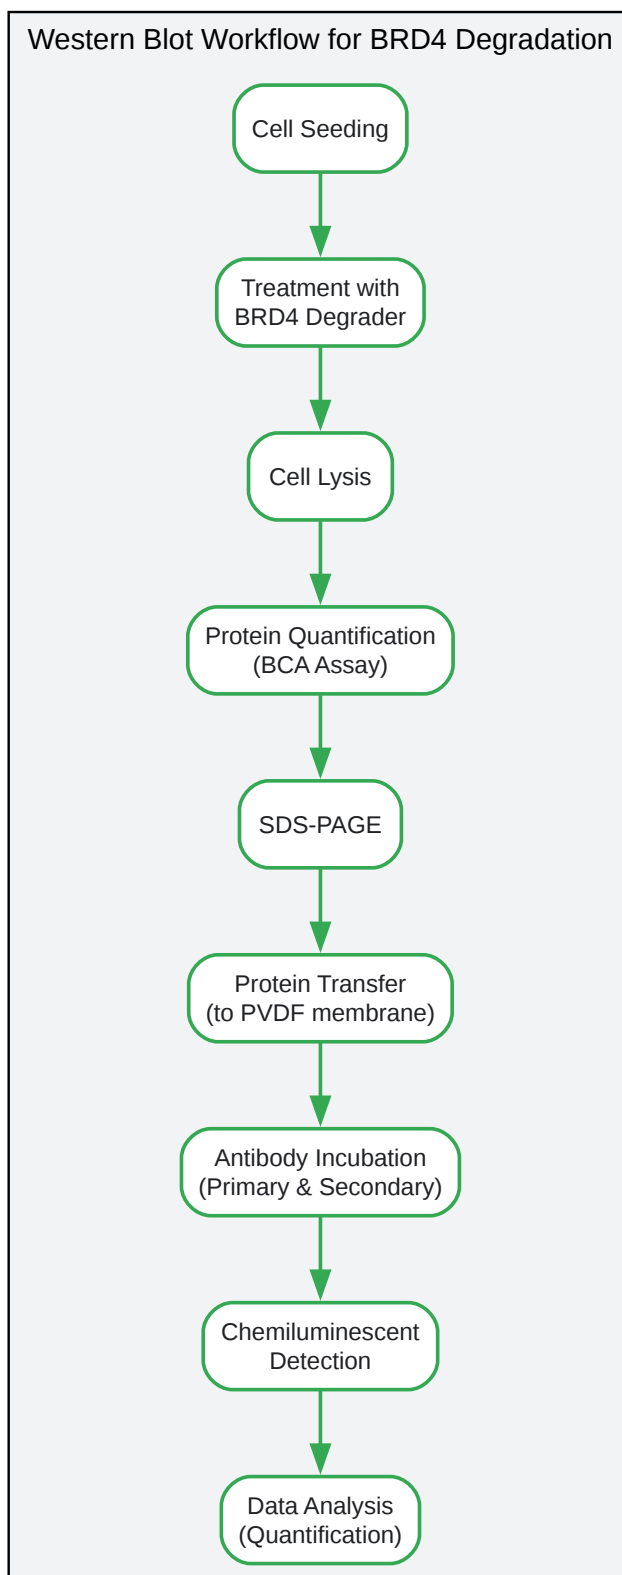 Western Blot Workflow for BRD4 Degradation
Cell Seeding
Treatment with
BRD4 Degrader
Cell Lysis
Protein Quantification
(BCA Assay)
SDS-PAGE
Protein Transfer
(to PVDF membrane)
Antibody Incubation
(Primary & Secondary)
Chemiluminescent
Detection
Data Analysis
(Quantification)